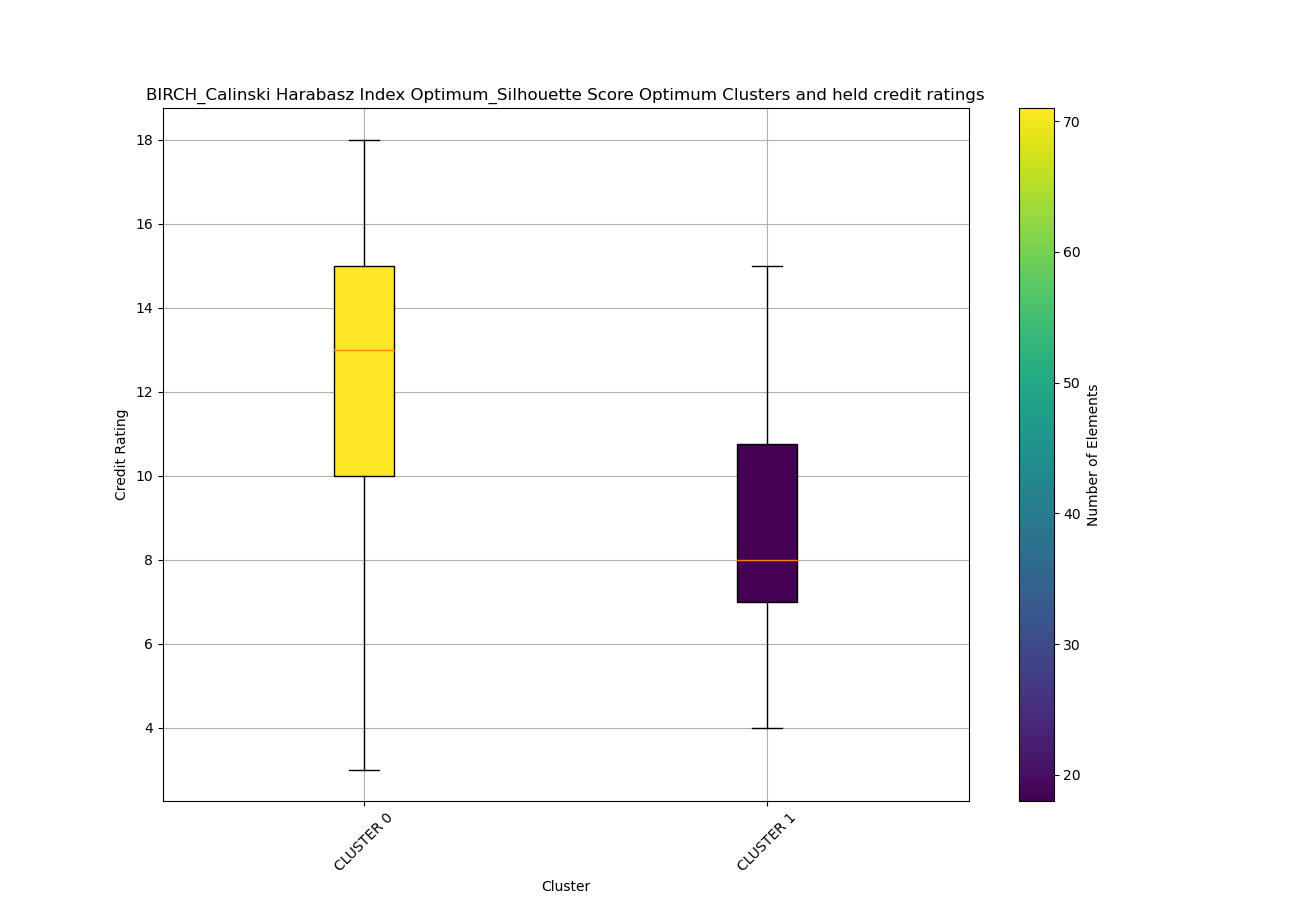 BIRCH_Calinski Harabasz Index Optimum_Silhouette Score Optimum Clusters and held credit ratings
18
16
14
12
10
8
6
4
Credit Rating
CLUSTER 0
CLUSTER 1
Cluster
70
60
50
40
30
20
Number of Elements